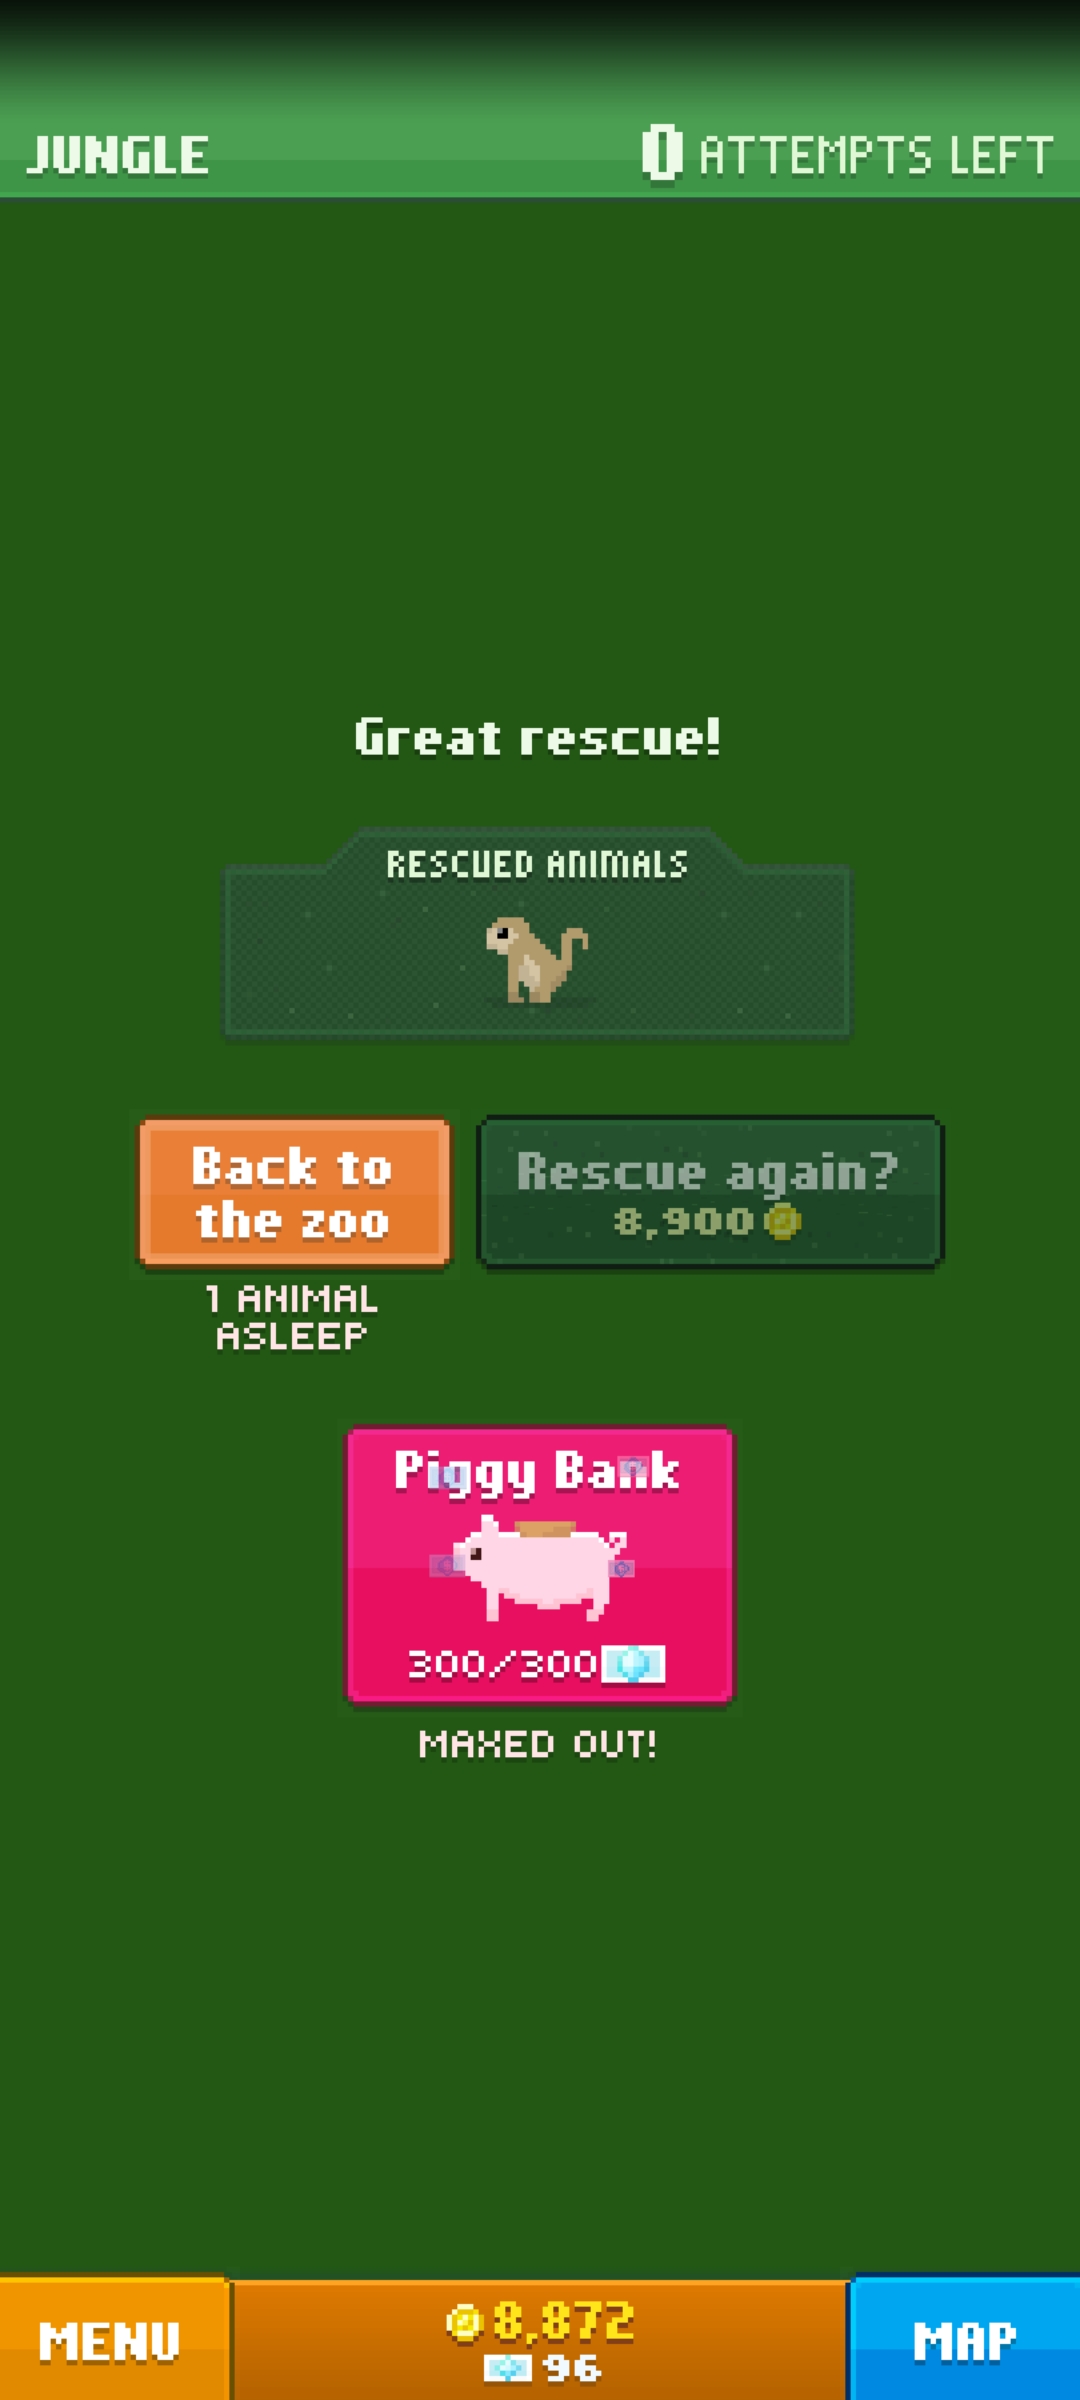 JUNGLE
0 ATTEMPTS LEFT
Great rescue!
RESCUED ANIMALS
Back to
the zoo
Rescue again?
8,900
1 ANIMAL
ASLEEP
Piggy Bank
300/300
MAXED OUT!
MENU
8,872
96
MAP